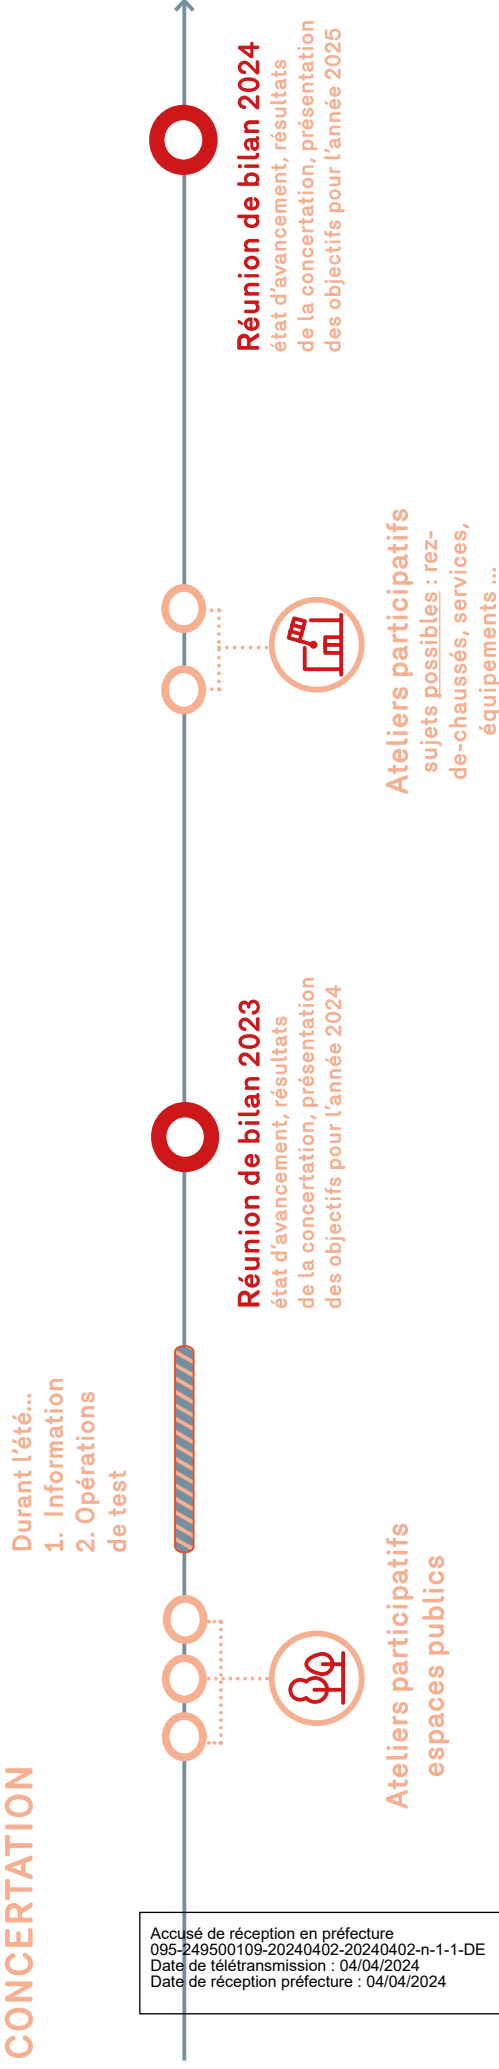 CONCERTATION
Ateliers participatifs
espaces publics
Durant l'été...
1. Information
2. Opérations
de test
Réunion de bilan 2023
état d'avancement, résultats
de la concertation, présentation
des objectifs pour l'année 2024
Ateliers participatifs
sujets possibles : rez-
de-chaussés, services,
équipements ...
Réunion de bilan 2024
état d'avancement, résultats
de la concertation, présentation
des objectifs pour l'année 2025
Accusé de réception en préfecture
095-249500109-20240402-20240402-n-1-1-DE
Date de télétransmission : 04/04/2024
Date de réception préfecture : 04/04/2024